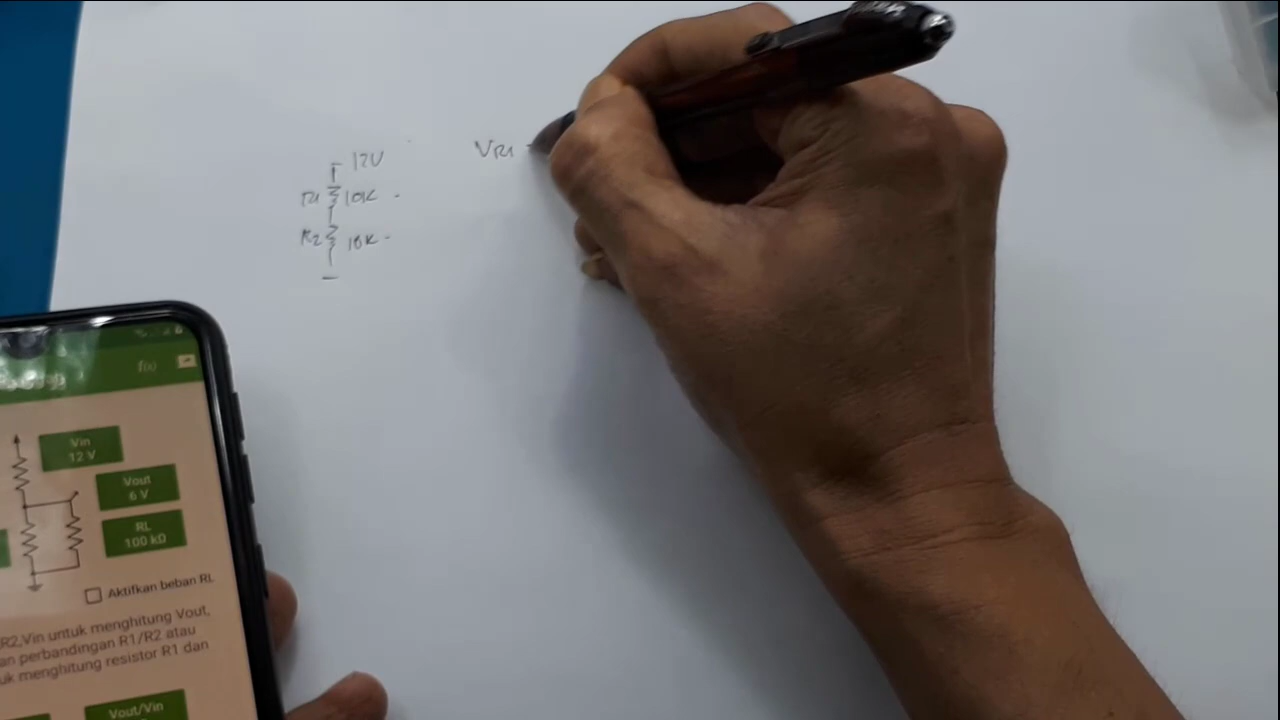 12V
VR1
R1 10K
R2 10K
f(x)
Vin
12 V
Vout
6 V
RL
100 kΩ
Aktifkan beban RL
R2,Vin untuk menghitung Vout,
an perbandingan R1/R2 atau
uk menghitung resistor R1 dan
Vout/Vin